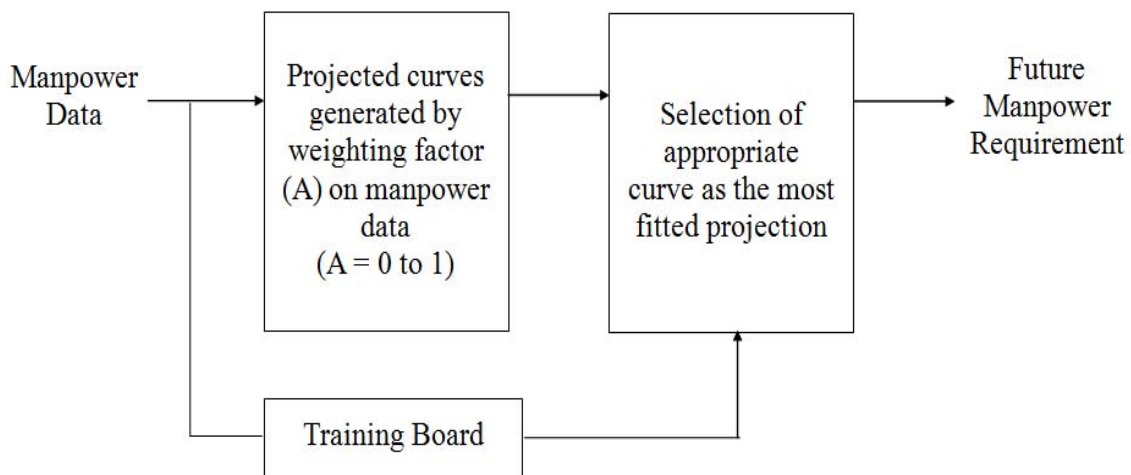 Manpower
Data
Projected curves
generated by
weighting factor
(A) on manpower
data
(A = 0 to 1)
Selection of
appropriate
curve as the most
fitted projection
Future
Manpower
Requirement
Training Board